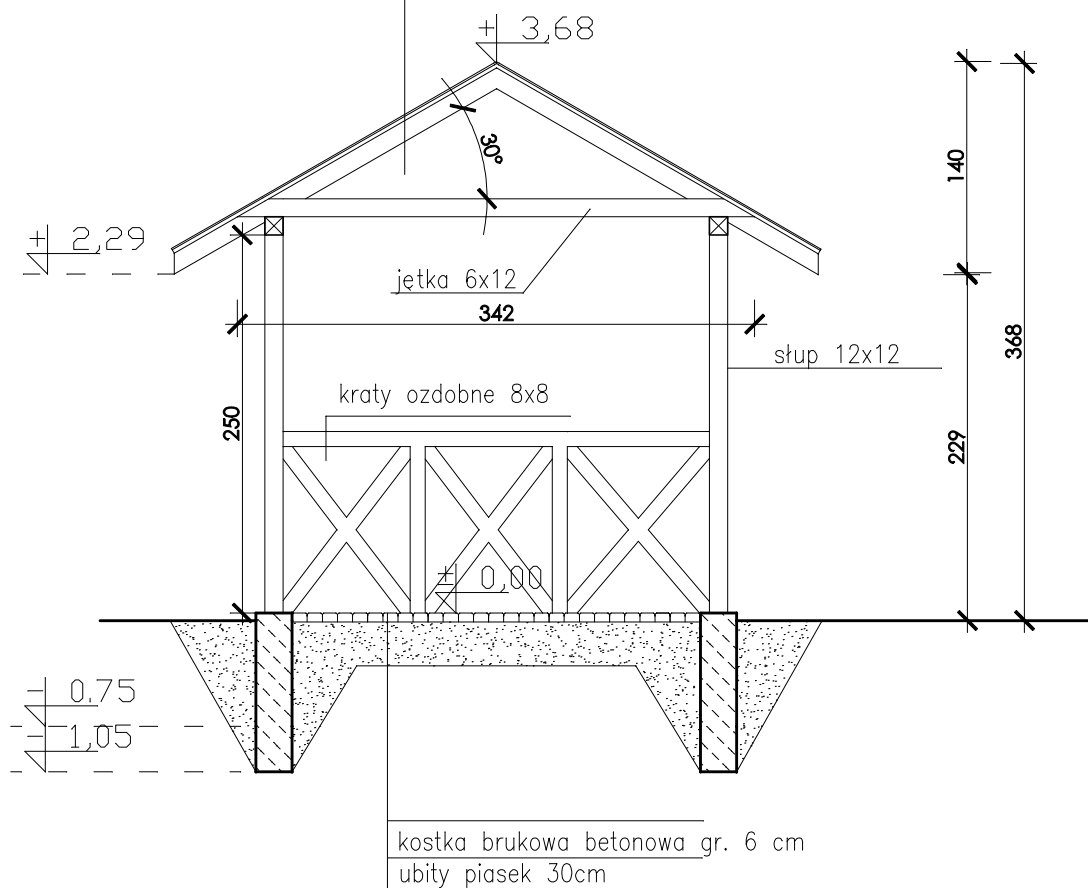 ± 3,68
30°
140
± 2,29
jętka 6x12
342
368
słup 12x12
kraty ozdobne 8x8
250
229
± 0,00
- 0.75
- 1,05
kostka brukowa betonowa gr. 6 cm
ubity piasek 30cm